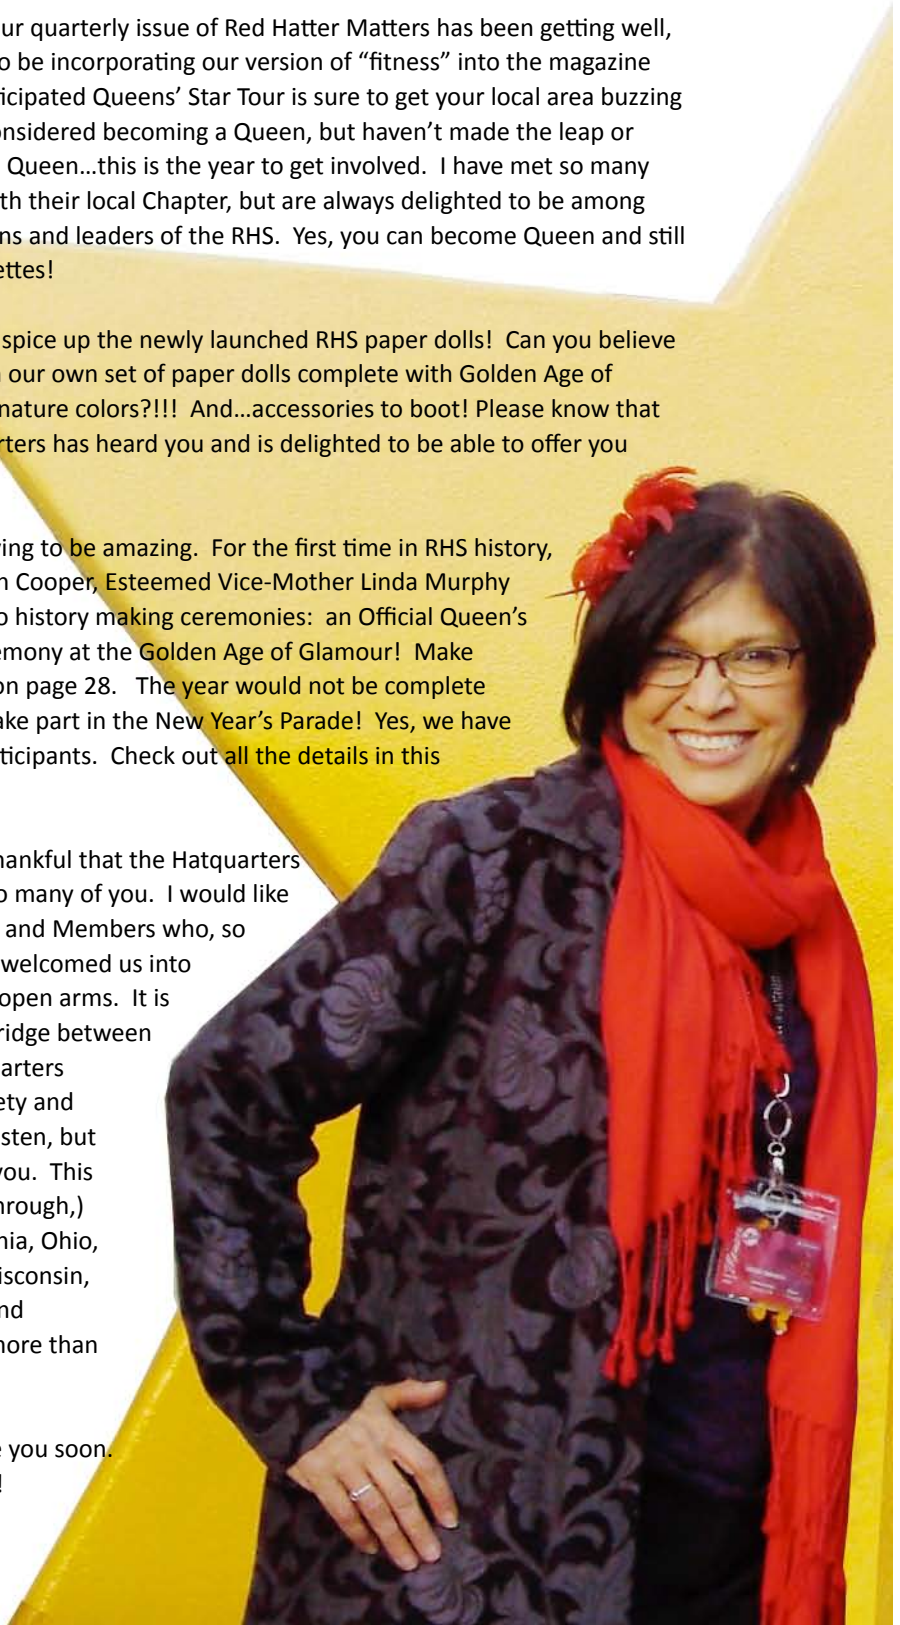 ur quarterly issue of Red Hatter Matters has been getting well,
o be incorporating our version of “fitness” into the magazine
icipated Queens’ Star Tour is sure to get your local area buzzing
onsidered becoming a Queen, but haven’t made the leap or
Queen…this is the year to get involved.  I have met so many
th their local Chapter, but are always delighted to be among
ns and leaders of the RHS.  Yes, you can become Queen and still
ettes!
spice up the newly launched RHS paper dolls!  Can you believe
our own set of paper dolls complete with Golden Age of
nature colors?!!!  And…accessories to boot! Please know that
rters has heard you and is delighted to be able to offer you
ing to be amazing.  For the first time in RHS history,
n Cooper, Esteemed Vice-Mother Linda Murphy
o history making ceremonies:  an Official Queen’s
emony at the Golden Age of Glamour!  Make
on page 28.   The year would not be complete
ake part in the New Year’s Parade!  Yes, we have
ticipants.  Check out all the details in this
hankful that the Hatquarters
o many of you.  I would like
and Members who, so
welcomed us into
open arms.  It is
ridge between
arters
ety and
sten, but
you.  This
hrough,)
nia, Ohio,
isconsin,
nd
more than
e you soon.
!